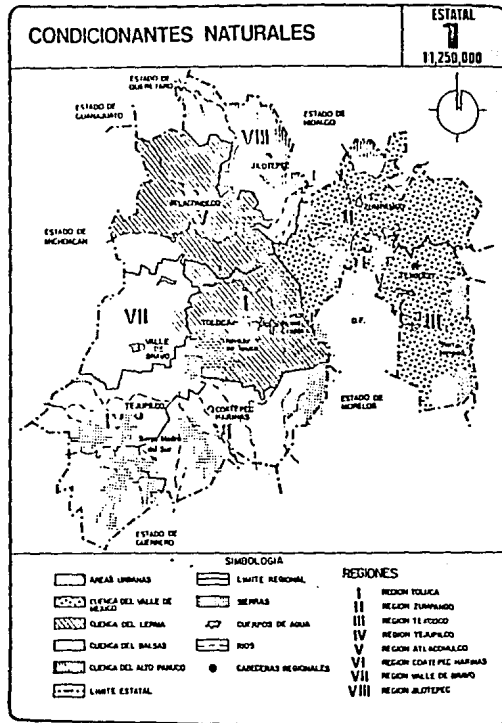 CONDICIONANTES NATURALES
ESTATAL
1
1:1,250,000
ESTADO DE QUERETARO
ESTADO DE GUANAJUATO
VIII
JILOTEPEC
ESTADO DE HIDALGO
ATLACOMULCO
V
II
ZUMPANGO
ESTADO DE MICHOACAN
TEXCOCO
VII
VALLE DE BRAVO
I
TOLUCA
III
D.F.
TEJUPILCO
COATEPEC HARINAS
ESTADO DE MORELOS
Sierra Madre del Sur
ESTADO DE GUERRERO
SIMBOLOGIA
AREAS URBANAS
CUENCA DEL VALLE DE MEXICO
CUENCA DEL LERMA
CUENCA DEL BALSAS
CUENCA DEL ALTO PANUCO
LIMITE ESTATAL
LIMITE REGIONAL
SIERRAS
CUERPOS DE AGUA
RIOS
CABECERAS REGIONALES
REGIONES
I REGION TOLUCA
II REGION ZUMPANGO
III REGION TEXCOCO
IV REGION TEJUPILCO
V REGION ATLACOMULCO
VI REGION COATEPEC HARINAS
VII REGION VALLE DE BRAVO
VIII REGION JILOTEPEC